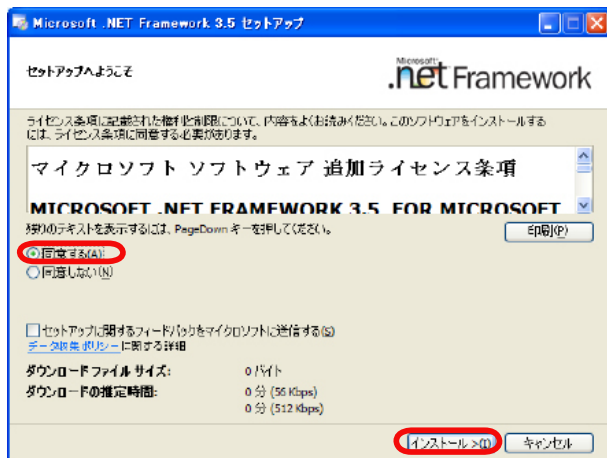 Microsoft .NET Framework 3.5 セットアップ
セットアップへようこそ
Microsoft
.net Framework
ライセンス条項に記載された権利と制限について、内容をよくお読みください。このソフトウェアをインストールする
には、ライセンス条項に同意する必要があります。
マイクロソフト ソフトウェア 追加ライセンス条項
MICROSOFT .NET FRAMEWORK 3.5 FOR MICROSOFT
残りのテキストを表示するには、PageDown キーを押してください。
印刷(P)
同意する(A)
同意しない(N)
セットアップに関するフィードバックをマイクロソフトに送信する(S)
データ収集ポリシーに関する詳細
ダウンロード ファイル サイズ: 0 バイト
ダウンロードの推定時間: 0 分 (56 Kbps)
0 分 (512 Kbps)
インストール >(I)
キャンセル